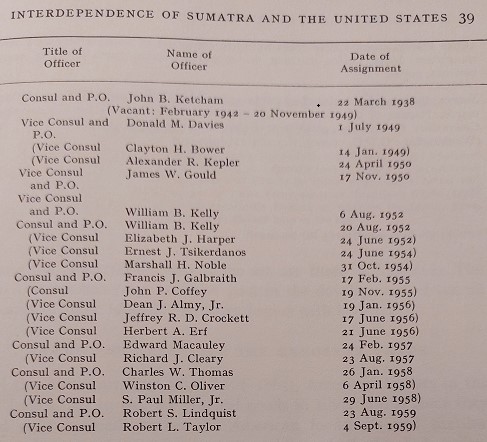 INTERDEPENDENCE OF SUMATRA AND THE UNITED STATES 39
Title of Officer Name of Officer Date of Assignment
Consul and P.O. John B. Ketcham 22 March 1938
(Vacant: February 1942 – 20 November 1949)
Vice Consul and P.O. Donald M. Davies 1 July 1949
(Vice Consul Clayton H. Bower 14 Jan. 1949)
(Vice Consul Alexander R. Kepler 24 April 1950
Vice Consul and P.O. James W. Gould 17 Nov. 1950
Vice Consul
and P.O. William B. Kelly 6 Aug. 1952
Consul and P.O. William B. Kelly 20 Aug. 1952
(Vice Consul Elizabeth J. Harper 24 June 1952)
(Vice Consul Ernest J. Tsikerdanos 24 June 1954)
(Vice Consul Marshall H. Noble 31 Oct. 1954)
Consul and P.O. Francis J. Galbraith 17 Feb. 1955
(Consul John P. Coffey 19 Nov. 1955)
(Vice Consul Dean J. Almy, Jr. 19 Jan. 1956)
(Vice Consul Jeffrey R. D. Crockett 17 June 1956)
(Vice Consul Herbert A. Erf 21 June 1956)
Consul and P.O. Edward Macauley 24 Feb. 1957
(Vice Consul Richard J. Cleary 23 Aug. 1957
Consul and P.O. Charles W. Thomas 26 Jan. 1958
(Vice Consul Winston C. Oliver 6 April 1958)
(Vice Consul S. Paul Miller, Jr. 29 June 1958)
Consul and P.O. Robert S. Lindquist 23 Aug. 1959
(Vice Consul Robert L. Taylor 4 Sept. 1959)